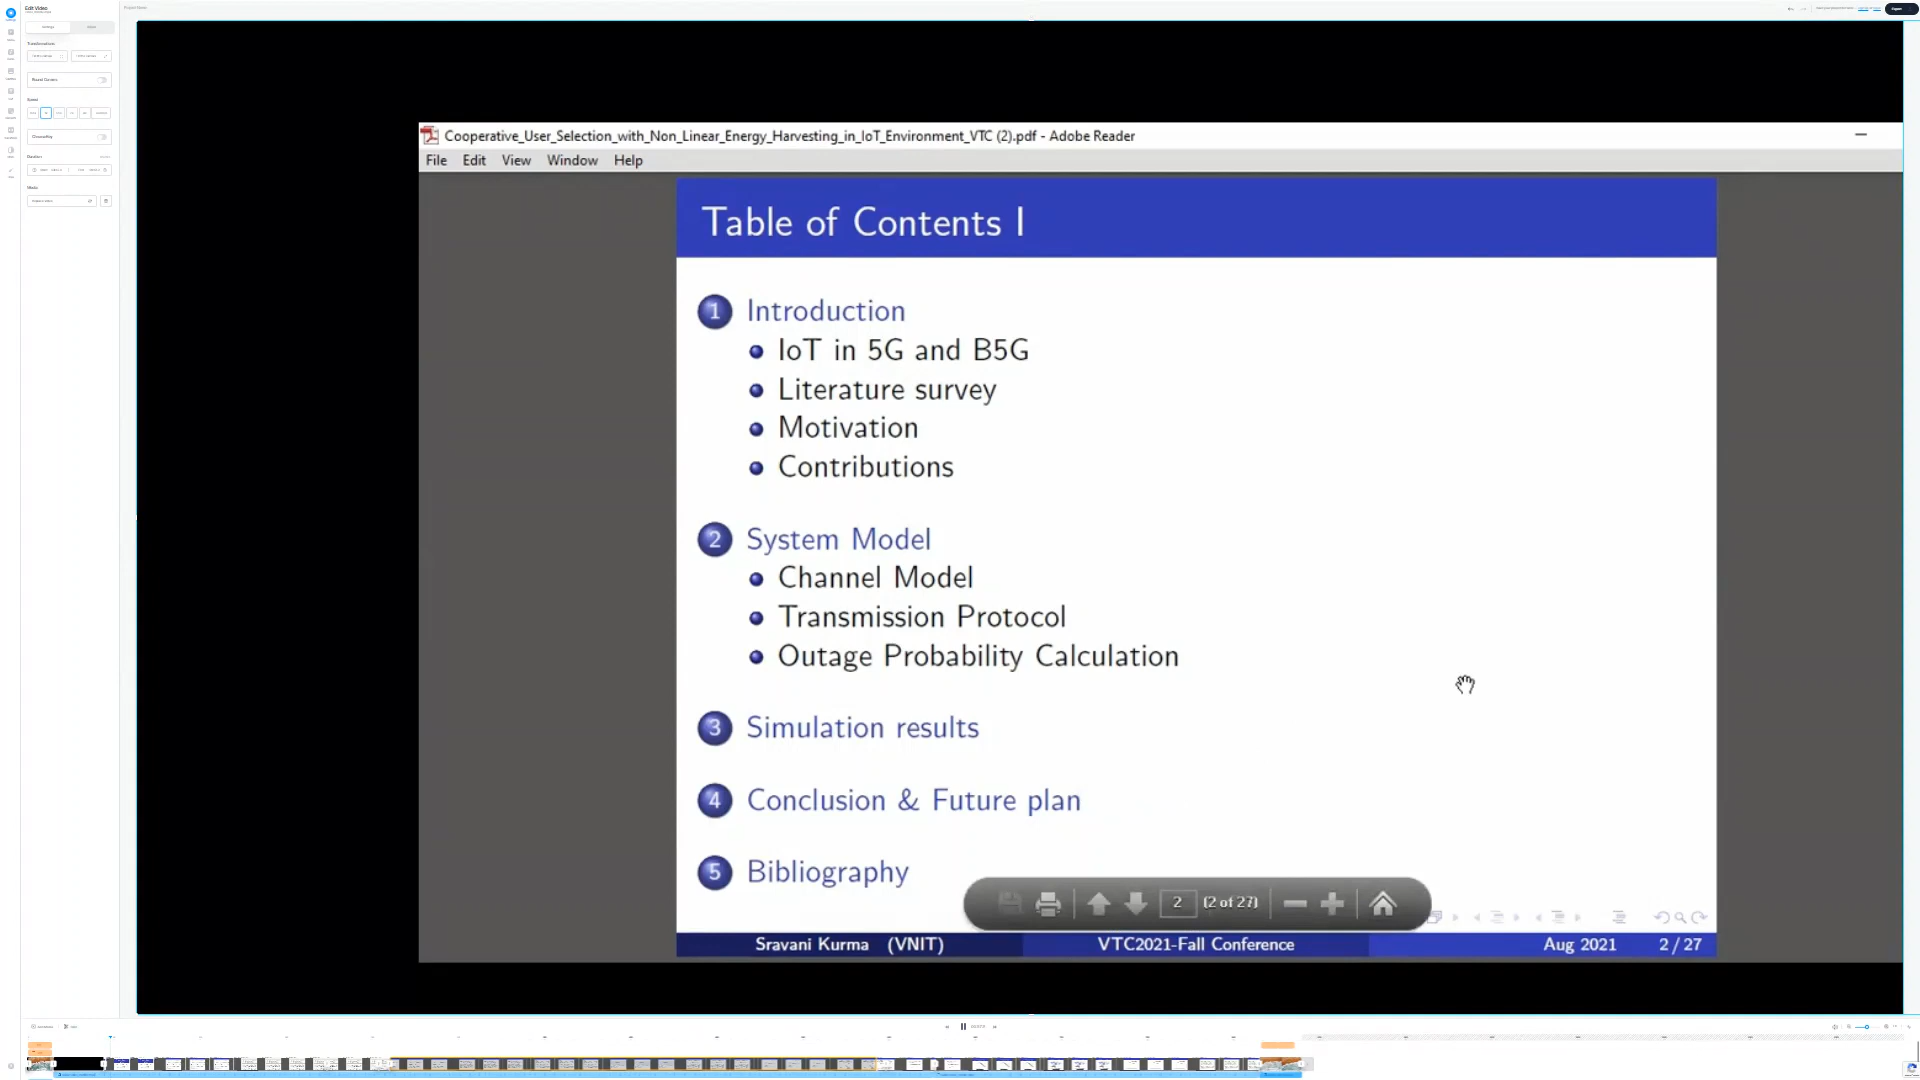 Edit Video
Cooperative_User_Selection_with_Non_Linear_Energy_Harvesting_in_IoT_Environment_VTC (2).pdf - Adobe Reader
File Edit View Window Help
Table of Contents I
1 Introduction
IoT in 5G and B5G
Literature survey
Motivation
Contributions
2 System Model
Channel Model
Transmission Protocol
Outage Probability Calculation
3 Simulation results
4 Conclusion & Future plan
5 Bibliography
2 (2 of 27)
Sravani Kurma (VNIT) VTC2021-Fall Conference Aug 2021 2 / 27